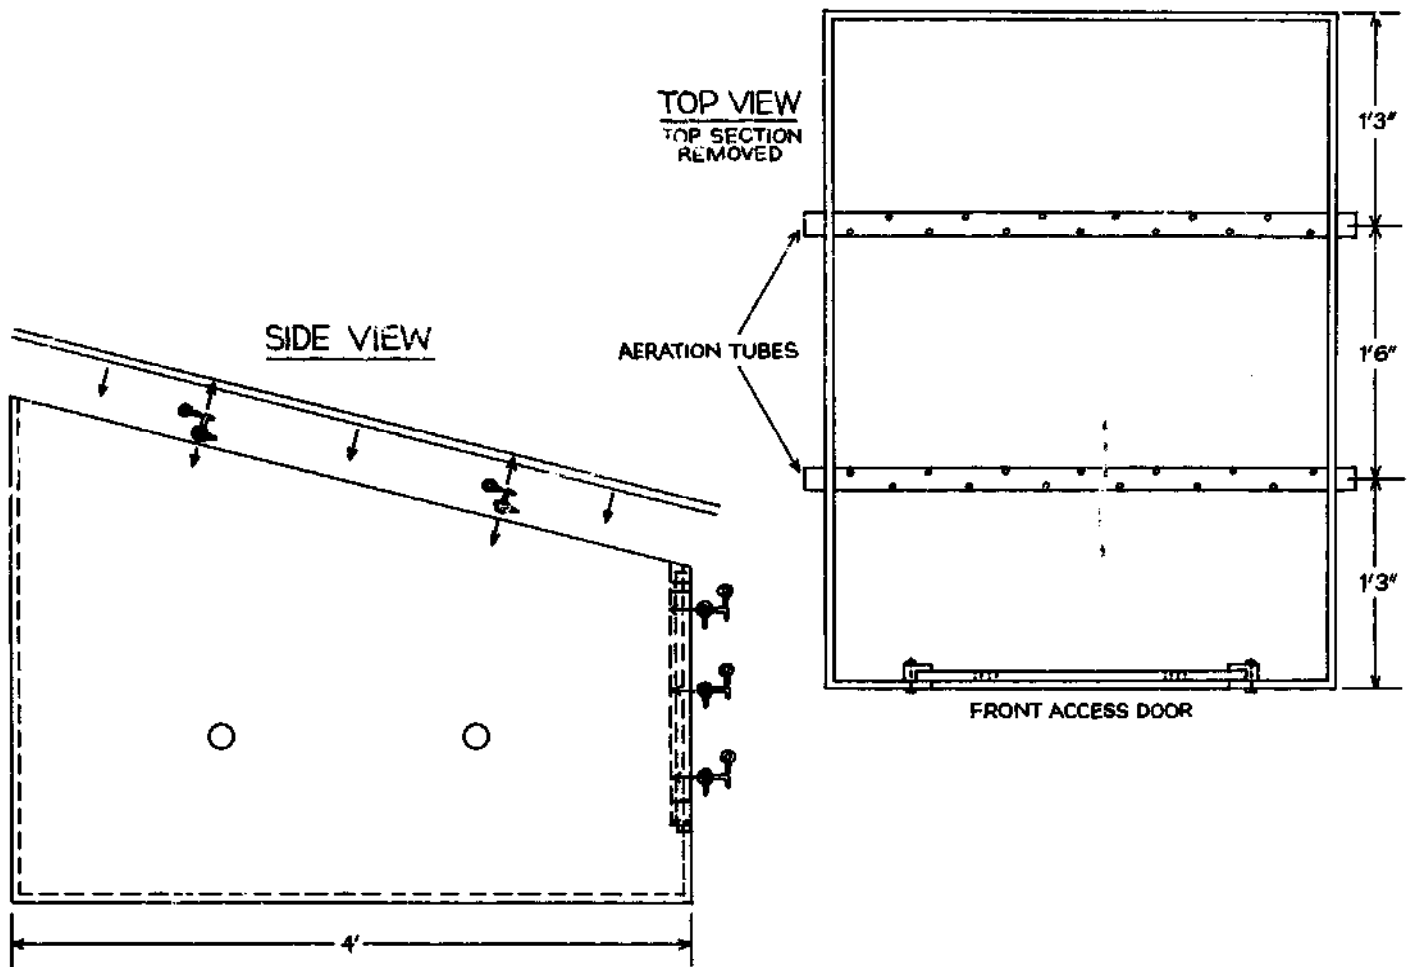 TOP VIEW
TOP SECTION
REMOVED
1'3"
SIDE VIEW
AERATION TUBES
1'6"
1'3"
FRONT ACCESS DOOR
4'